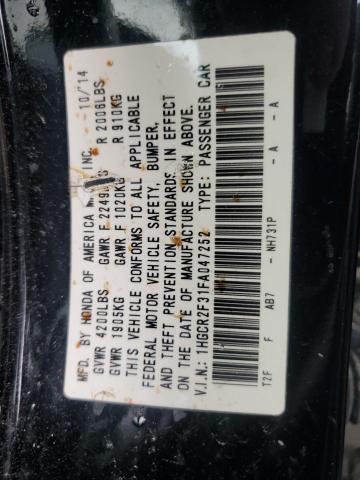 MFD. BY HONDA OF AMERICA INC. 10/14
GVWR 4200LBS GAWR F 2249 R 2006LBS
GVWR 1905KG GAWR F 1020KG R 910KG
THIS VEHICLE CONFORMS TO ALL APPLICABLE
FEDERAL MOTOR VEHICLE SAFETY, BUMPER,
AND THEFT PREVENTION STANDARDS IN EFFECT
ON THE DATE OF MANUFACTURE SHOWN ABOVE.
V.I.N.: 1HGCR2F31FA047252 TYPE: PASSENGER CAR
F AB7 - NH731P - A - A
T2F